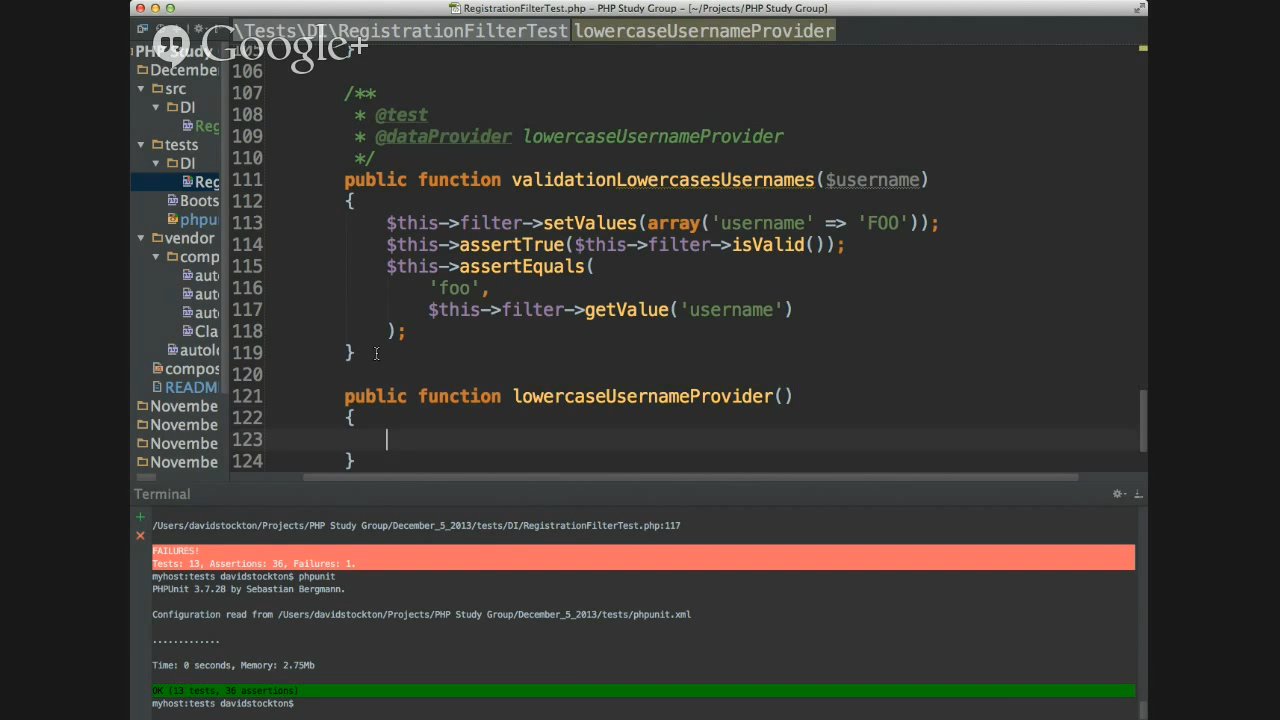 RegistrationFilterTest.php - PHP Study Group - [~/Projects/PHP Study Group]
\Tests\DI\RegistrationFilterTest lowercaseUsernameProvider
Google+
PHP Study
December
src
DI
Reg
tests
DI
Reg
Boots
phpu
vendor
comp
auto
auto
auto
Cla
autolo
compos
README
Novembe
Novembe
Novembe
Novembe
105 }
106
107 /**
108 * @test
109 * @dataProvider lowercaseUsernameProvider
110 */
111 public function validationLowercasesUsernames($username)
112 {
113 $this->filter->setValues(array('username' => 'FOO'));
114 $this->assertTrue($this->filter->isValid());
115 $this->assertEquals(
116 'foo',
117 $this->filter->getValue('username')
118 );
119 }
120
121 public function lowercaseUsernameProvider()
122 {
123
124 }
Terminal
/Users/davidstockton/Projects/PHP Study Group/December_5_2013/tests/DI/RegistrationFilterTest.php:117
FAILURES!
Tests: 13, Assertions: 36, Failures: 1.
myhost:tests davidstockton$ phpunit
PHPUnit 3.7.28 by Sebastian Bergmann.
Configuration read from /Users/davidstockton/Projects/PHP Study Group/December_5_2013/tests/phpunit.xml
.............
Time: 0 seconds, Memory: 2.75Mb
OK (13 tests, 36 assertions)
myhost:tests davidstockton$